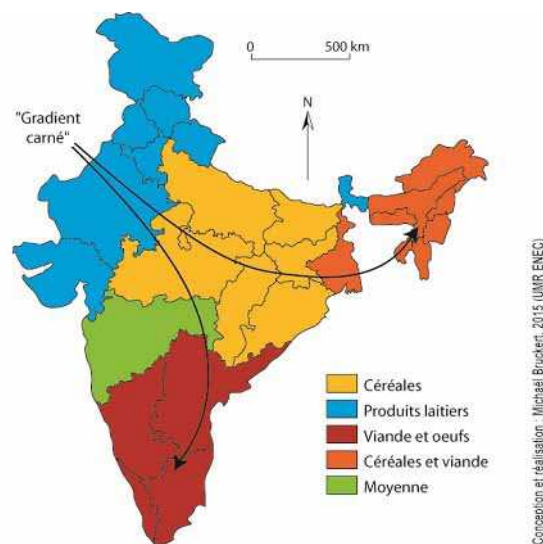 0 500 km
"Gradient
carné"
N
Céréales
Produits laitiers
Viande et oeufs
Céréales et viande
Moyenne
Conception et réalisation : Michaël Bruckert, 2015 (UMR ENEC)